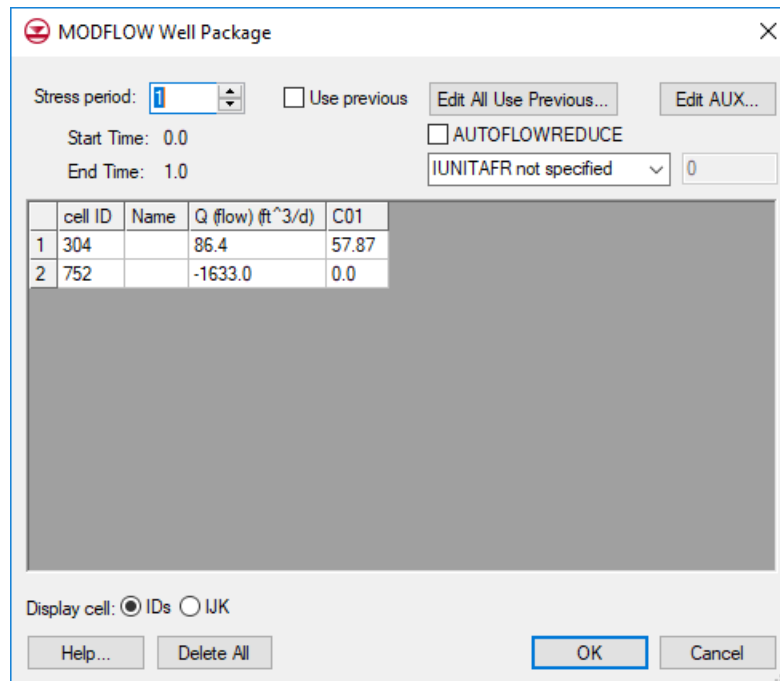 MODFLOW Well Package
Stress period: 1 Use previous Edit All Use Previous... Edit AUX...
Start Time: 0.0 AUTOFLOWREDUCE
End Time: 1.0 IUNITAFR not specified 0
cell ID Name Q (flow) (ft^3/d) C01
1 304 86.4 57.87
2 752 -1633.0 0.0
Display cell: IDs IJK
Help... Delete All OK Cancel